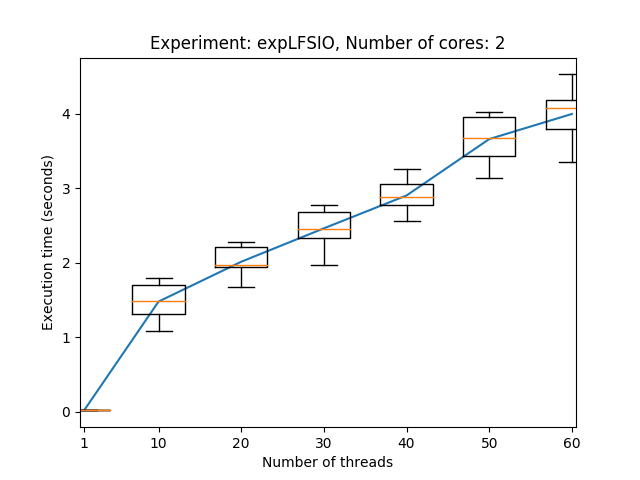 Experiment: expLFSIO, Number of cores: 2
Execution time (seconds)
4
3
2
1
0
1 10 20 30 40 50 60
Number of threads